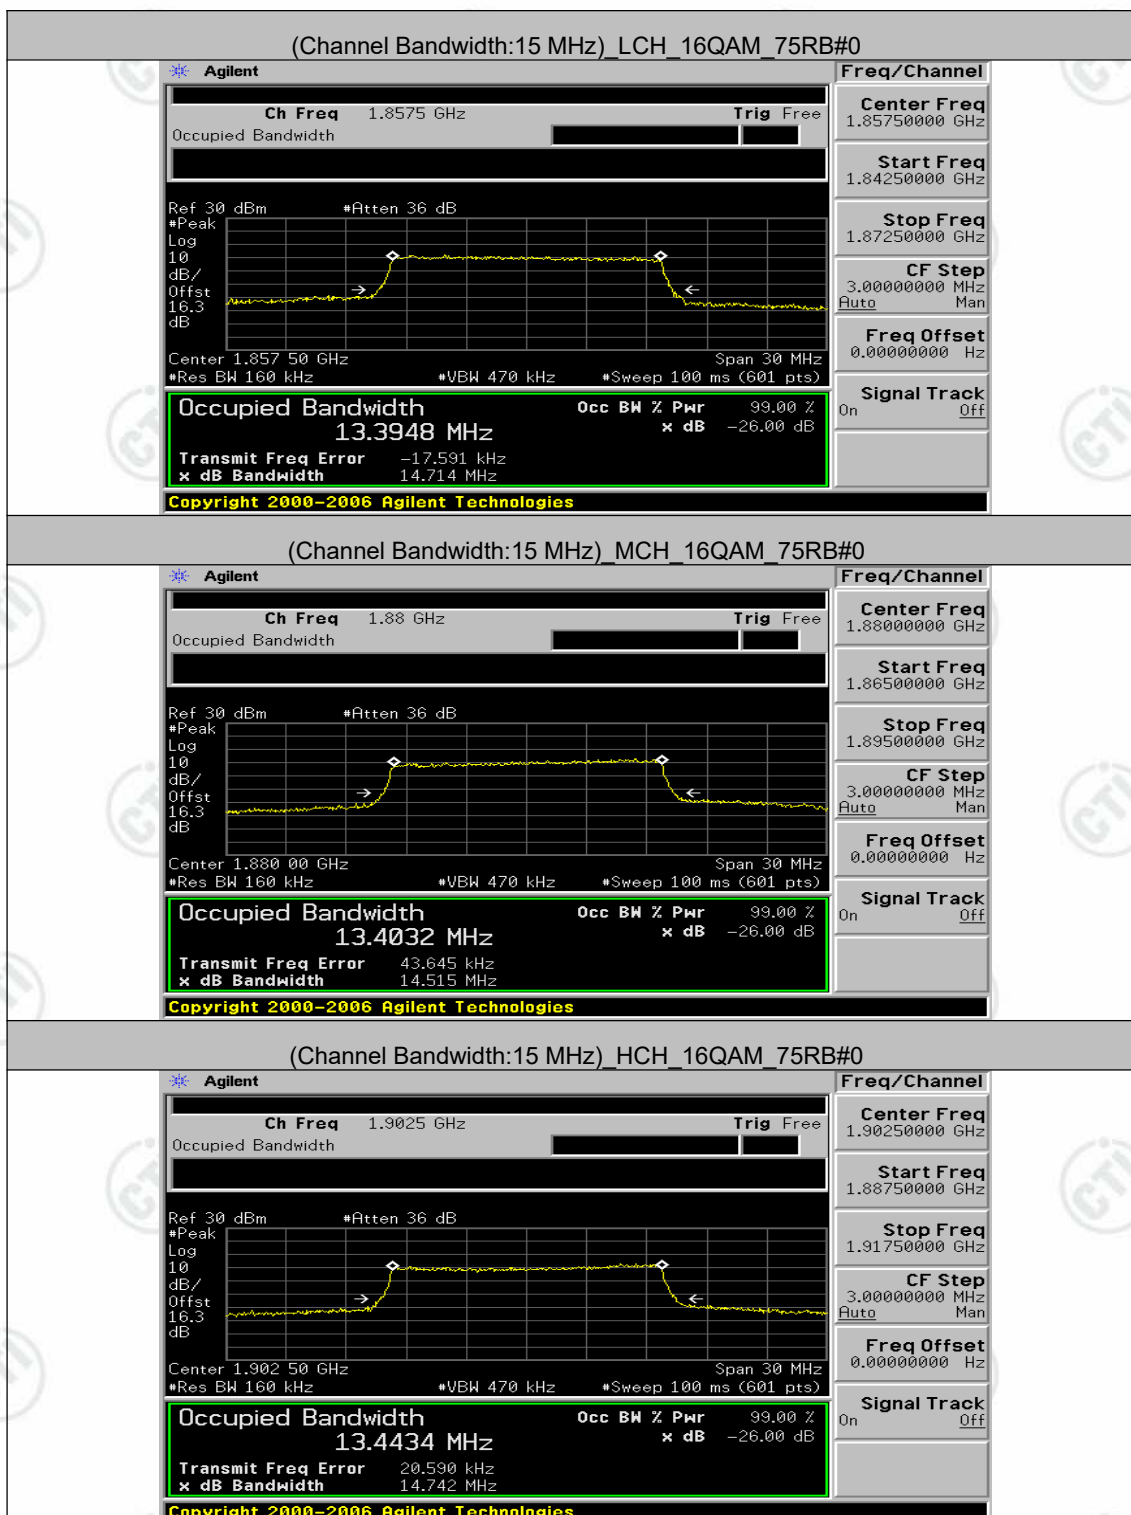 (Channel Bandwidth:15 MHz)_LCH_16QAM_75RB#0
Agilent
Freq/Channel
Ch Freq 1.8575 GHz Trig Free
Occupied Bandwidth
Center Freq
1.85750000 GHz
Start Freq
1.84250000 GHz
Stop Freq
1.87250000 GHz
CF Step
3.00000000 MHz
Auto Man
Freq Offset
0.00000000 Hz
Signal Track
On Off
Ref 30 dBm #Atten 36 dB
#Peak
Log
10
dB/
Offst
16.3
dB
Center 1.857 50 GHz Span 30 MHz
#Res BW 160 kHz #VBW 470 kHz #Sweep 100 ms (601 pts)
Occupied Bandwidth Occ BW % Pwr 99.00 %
13.3948 MHz x dB -26.00 dB
Transmit Freq Error -17.591 kHz
x dB Bandwidth 14.714 MHz
Copyright 2000-2006 Agilent Technologies
(Channel Bandwidth:15 MHz)_MCH_16QAM_75RB#0
Agilent
Freq/Channel
Ch Freq 1.88 GHz Trig Free
Occupied Bandwidth
Center Freq
1.88000000 GHz
Start Freq
1.86500000 GHz
Stop Freq
1.89500000 GHz
CF Step
3.00000000 MHz
Auto Man
Freq Offset
0.00000000 Hz
Signal Track
On Off
Ref 30 dBm #Atten 36 dB
#Peak
Log
10
dB/
Offst
16.3
dB
Center 1.880 00 GHz Span 30 MHz
#Res BW 160 kHz #VBW 470 kHz #Sweep 100 ms (601 pts)
Occupied Bandwidth Occ BW % Pwr 99.00 %
13.4032 MHz x dB -26.00 dB
Transmit Freq Error 43.645 kHz
x dB Bandwidth 14.515 MHz
Copyright 2000-2006 Agilent Technologies
(Channel Bandwidth:15 MHz)_HCH_16QAM_75RB#0
Agilent
Freq/Channel
Ch Freq 1.9025 GHz Trig Free
Occupied Bandwidth
Center Freq
1.90250000 GHz
Start Freq
1.88750000 GHz
Stop Freq
1.91750000 GHz
CF Step
3.00000000 MHz
Auto Man
Freq Offset
0.00000000 Hz
Signal Track
On Off
Ref 30 dBm #Atten 36 dB
#Peak
Log
10
dB/
Offst
16.3
dB
Center 1.902 50 GHz Span 30 MHz
#Res BW 160 kHz #VBW 470 kHz #Sweep 100 ms (601 pts)
Occupied Bandwidth Occ BW % Pwr 99.00 %
13.4434 MHz x dB -26.00 dB
Transmit Freq Error 20.590 kHz
x dB Bandwidth 14.742 MHz
Copyright 2000-2006 Agilent Technologies